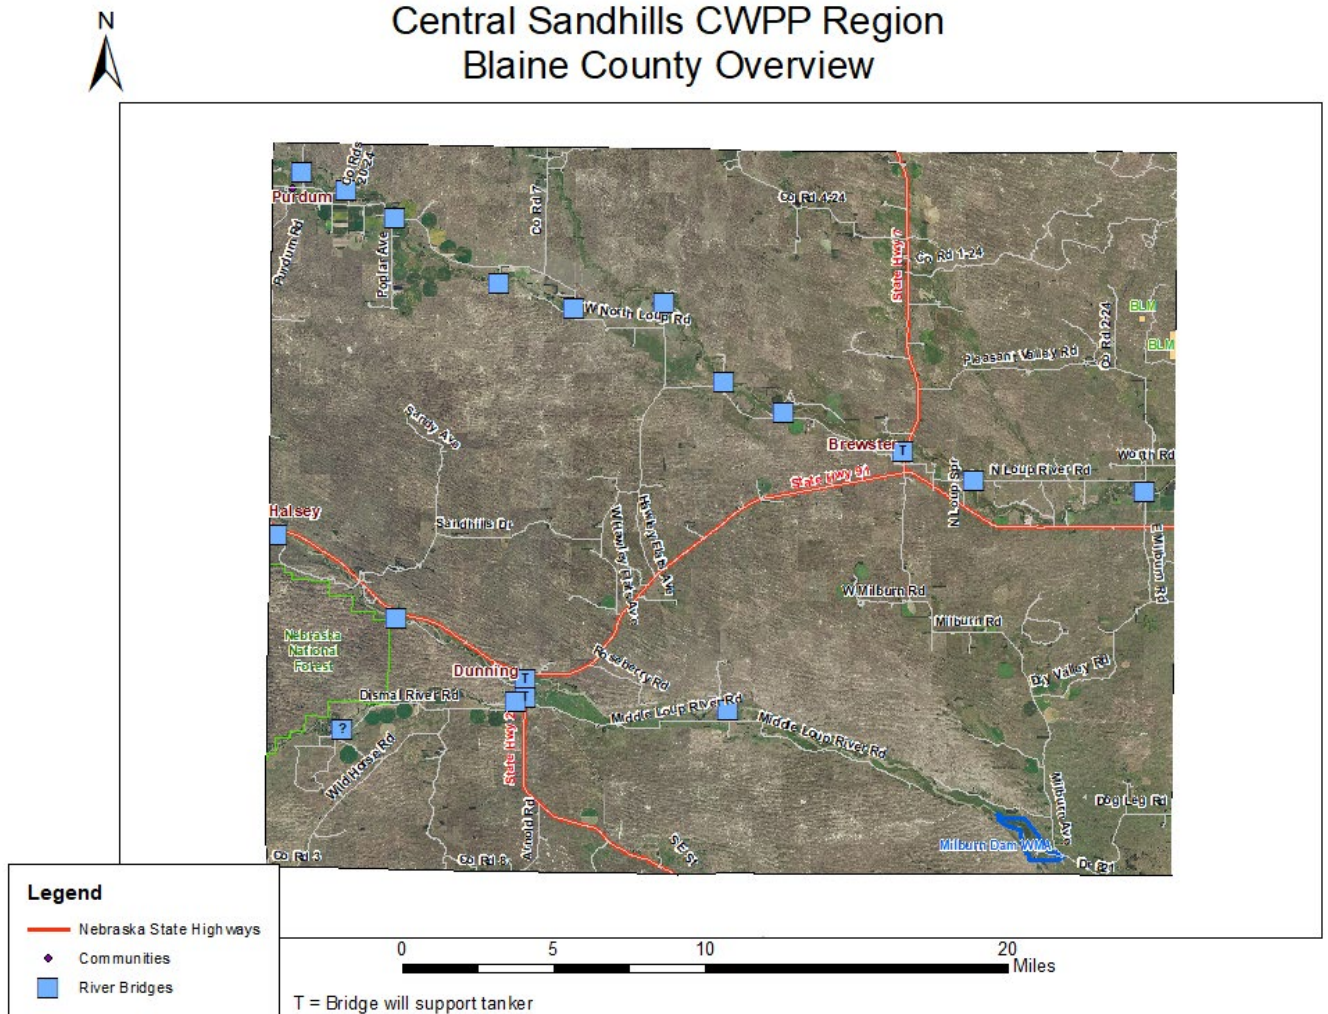 Central Sandhills CWPP Region
Blaine County Overview
N
Co Rds
20-24
Purdum
Co Rd 7
Co Rd 4-24
Purdum Rd
Poplar Ave
State Hwy 7
Co Rd 1-24
BLM
W North Loup Rd
Co Rd 2-24
BLM
Pleasant Valley Rd
Sandy Ave
Brewster
T
Worth Rd
N Loup River Rd
State Hwy 91
N Loup Spr
Halsey
Sandhills Dr
W Hawley Flats Ave
Hawley Flats Ave
E Milburn Rd
W Milburn Rd
Milburn Rd
Nebraska
National
Forest
Dunning
T
Roseberry Rd
Dry Valley Rd
Dismal River Rd
T
Middle Loup River Rd
Middle Loup River Rd
?
State Hwy 2
Wild Horse Rd
Milburn Ave
Dog Leg Rd
Arnold Rd
Milburn Dam WMA
Co Rd 3
Co Rd 8
S E St
Legend
Nebraska State Highways
Communities
River Bridges
0
5
10
20
Miles
T = Bridge will support tanker